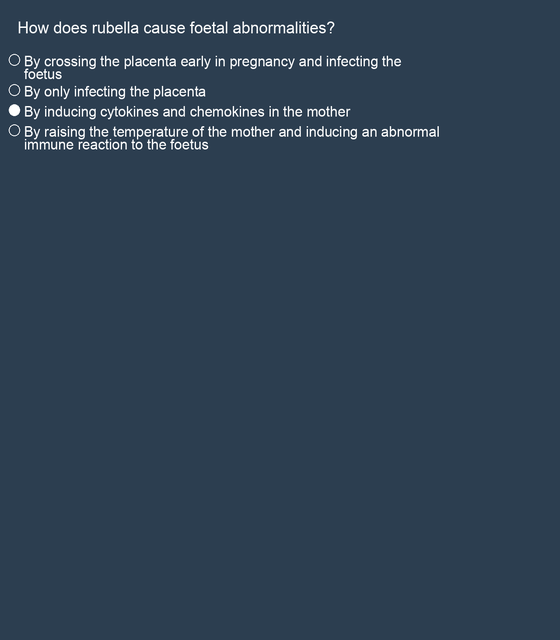 How does rubella cause foetal abnormalities?
By crossing the placenta early in pregnancy and infecting the
foetus
By only infecting the placenta
By inducing cytokines and chemokines in the mother
By raising the temperature of the mother and inducing an abnormal
immune reaction to the foetus